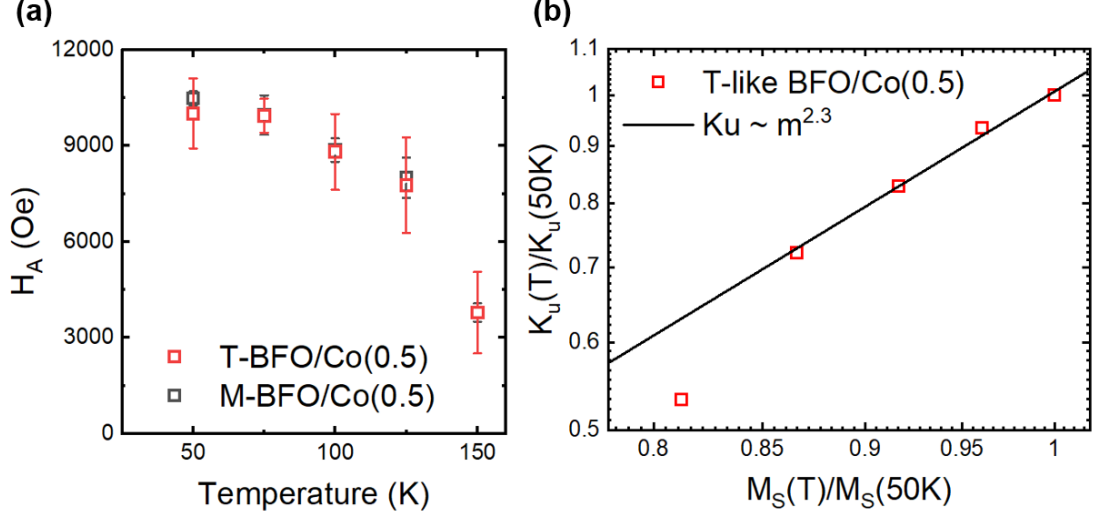 (a)
12000
9000
6000
3000
0
H_A (Oe)
T-BFO/Co(0.5)
M-BFO/Co(0.5)
50
100
150
Temperature (K)
(b)
1.1
1
0.9
0.8
0.7
0.6
0.5
K_u(T)/K_u(50K)
T-like BFO/Co(0.5)
Ku ~ m^2.3
0.8
0.85
0.9
0.95
1
M_S(T)/M_S(50K)